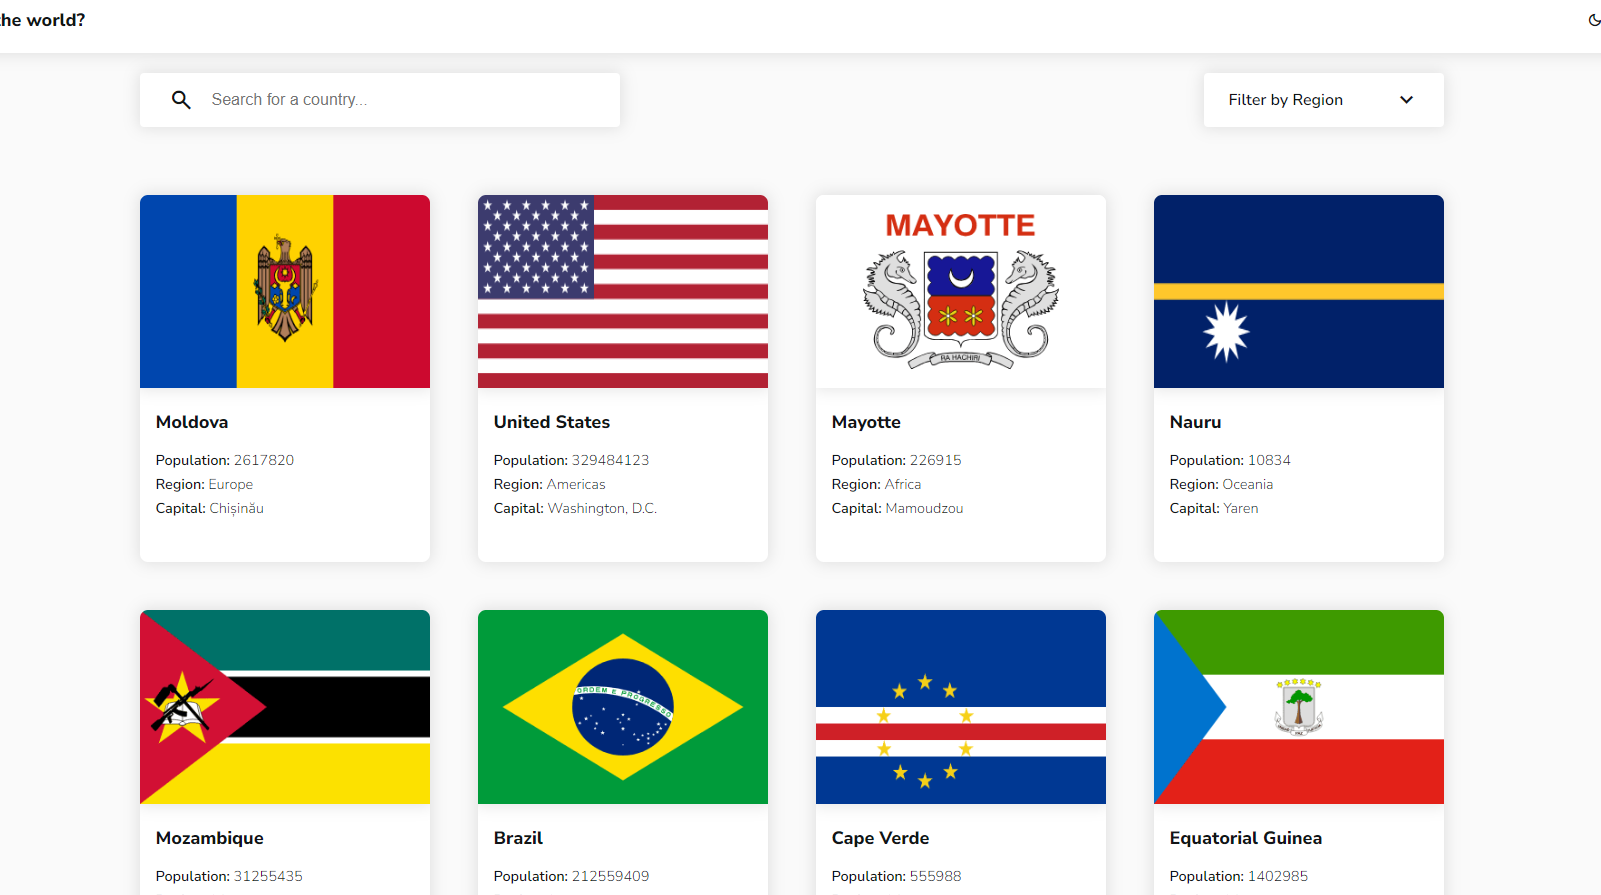 the world?
Search for a country...
Filter by Region
MAYOTTE
RA HACHIRI
Moldova
Population: 2617820
Region: Europe
Capital: Chișinău
United States
Population: 329484123
Region: Americas
Capital: Washington, D.C.
Mayotte
Population: 226915
Region: Africa
Capital: Mamoudzou
Nauru
Population: 10834
Region: Oceania
Capital: Yaren
ORDEM E PROGRESSO
Mozambique
Population: 31255435
Brazil
Population: 212559409
Cape Verde
Population: 555988
Equatorial Guinea
Population: 1402985